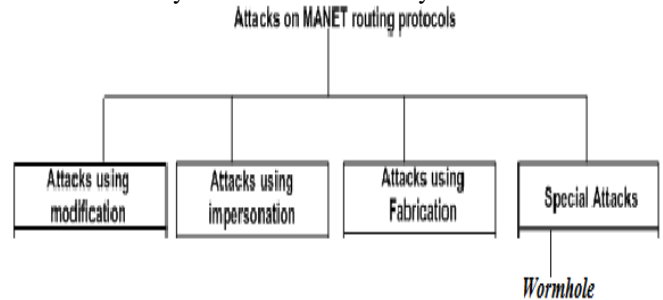 Attacks on MANET routing protocols
Attacks using
modification
Attacks using
impersonation
Attacks using
Fabrication
Special Attacks
Wormhole